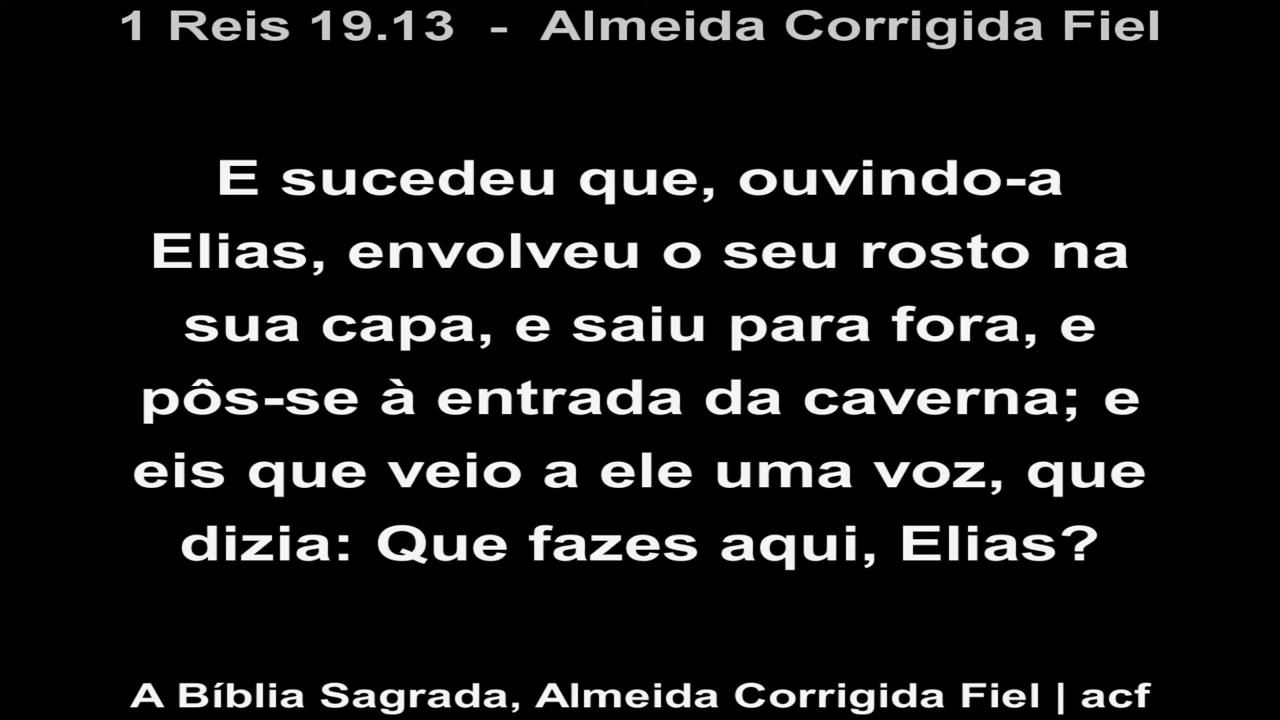 1 Reis 19.13 - Almeida Corrigida Fiel
E sucedeu que, ouvindo-a
Elias, envolveu o seu rosto na
sua capa, e saiu para fora, e
pôs-se à entrada da caverna; e
eis que veio a ele uma voz, que
dizia: Que fazes aqui, Elias?
A Bíblia Sagrada, Almeida Corrigida Fiel | acf